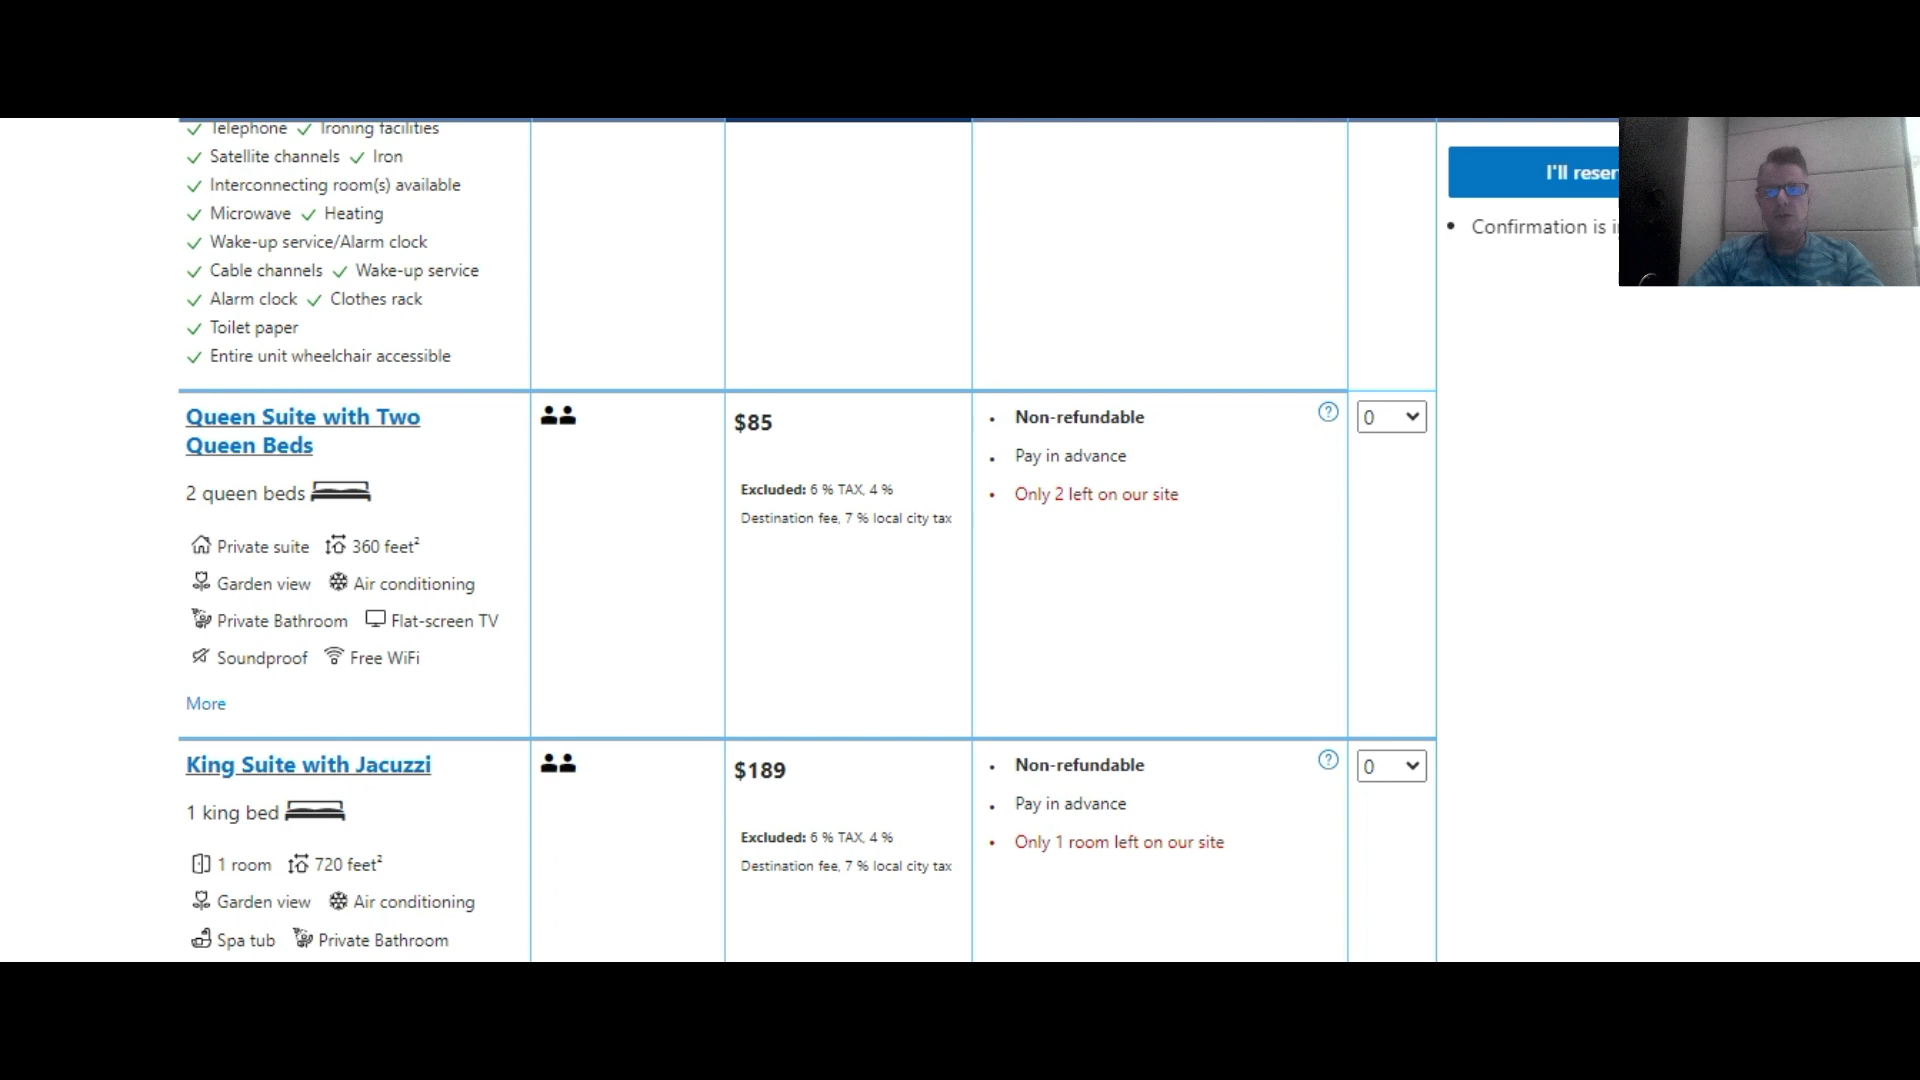 Telephone Ironing facilities
Satellite channels Iron
Interconnecting room(s) available
Microwave Heating
Wake-up service/Alarm clock
Cable channels Wake-up service
Alarm clock Clothes rack
Toilet paper
Entire unit wheelchair accessible
I'll reser
• Confirmation is i
Queen Suite with Two
Queen Beds
2 queen beds
Private suite 360 feet²
Garden view Air conditioning
Private Bathroom Flat-screen TV
Soundproof Free WiFi
More
$85
Excluded: 6 % TAX, 4 %
Destination fee, 7 % local city tax
• Non-refundable
• Pay in advance
• Only 2 left on our site
?
0
King Suite with Jacuzzi
1 king bed
1 room 720 feet²
Garden view Air conditioning
Spa tub Private Bathroom
$189
Excluded: 6 % TAX, 4 %
Destination fee, 7 % local city tax
• Non-refundable
• Pay in advance
• Only 1 room left on our site
?
0